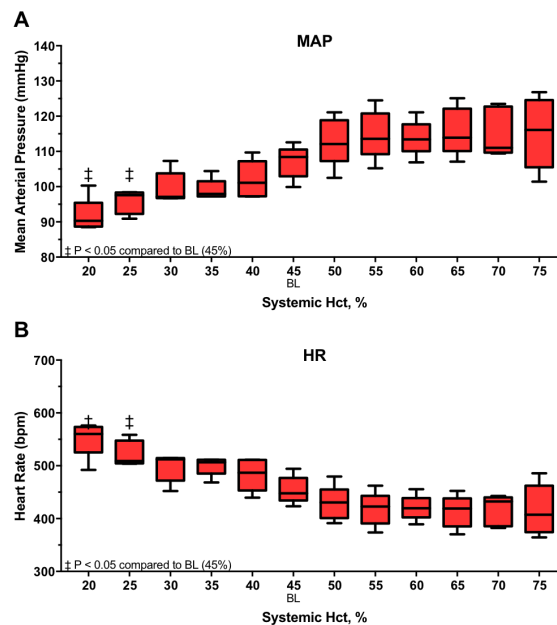 A
MAP
Mean Arterial Pressure (mmHg)
140
130
120
110
100
90
80
‡ ‡
‡ P < 0.05 compared to BL (45%)
20 25 30 35 40 45 50 55 60 65 70 75
BL
Systemic Hct, %
B
HR
Heart Rate (bpm)
700
600
500
400
300
‡ ‡
‡ P < 0.05 compared to BL (45%)
20 25 30 35 40 45 50 55 60 65 70 75
BL
Systemic Hct, %